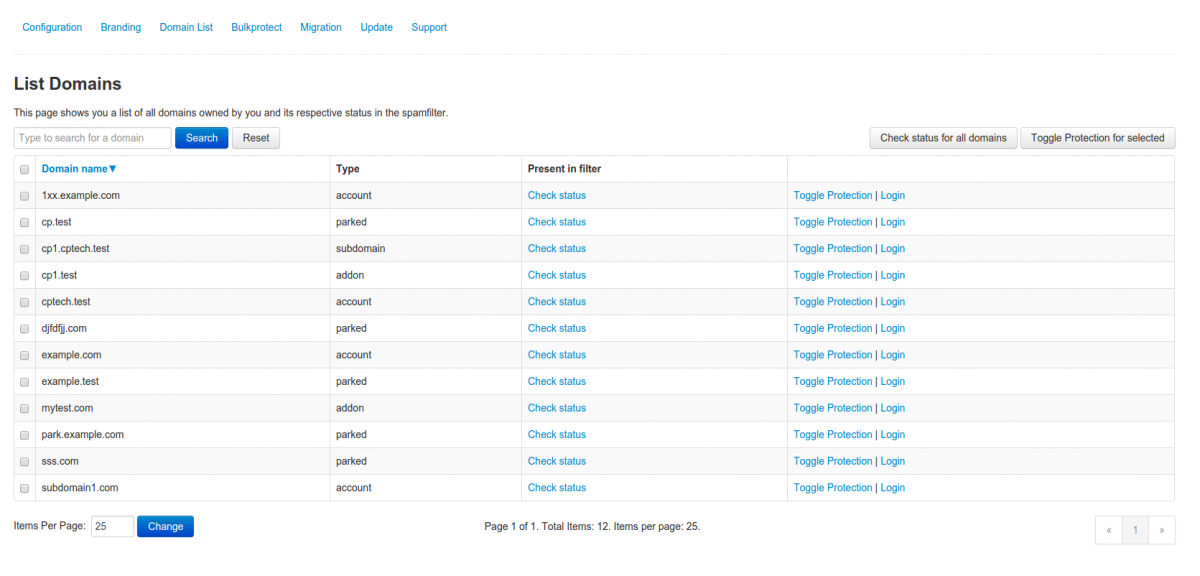 Configuration Branding Domain List Bulkprotect Migration Update Support
List Domains
This page shows you a list of all domains owned by you and its respective status in the spamfilter.
Type to search for a domain Search Reset Check status for all domains Toggle Protection for selected
Domain name▼ Type Present in filter
1xx.example.com account Check status Toggle Protection | Login
cp.test parked Check status Toggle Protection | Login
cp1.cptech.test subdomain Check status Toggle Protection | Login
cp1.test addon Check status Toggle Protection | Login
cptech.test account Check status Toggle Protection | Login
djfdfjj.com parked Check status Toggle Protection | Login
example.com account Check status Toggle Protection | Login
example.test parked Check status Toggle Protection | Login
mytest.com addon Check status Toggle Protection | Login
park.example.com parked Check status Toggle Protection | Login
sss.com parked Check status Toggle Protection | Login
subdomain1.com account Check status Toggle Protection | Login
Items Per Page: 25 Change Page 1 of 1. Total Items: 12. Items per page: 25. « 1 »